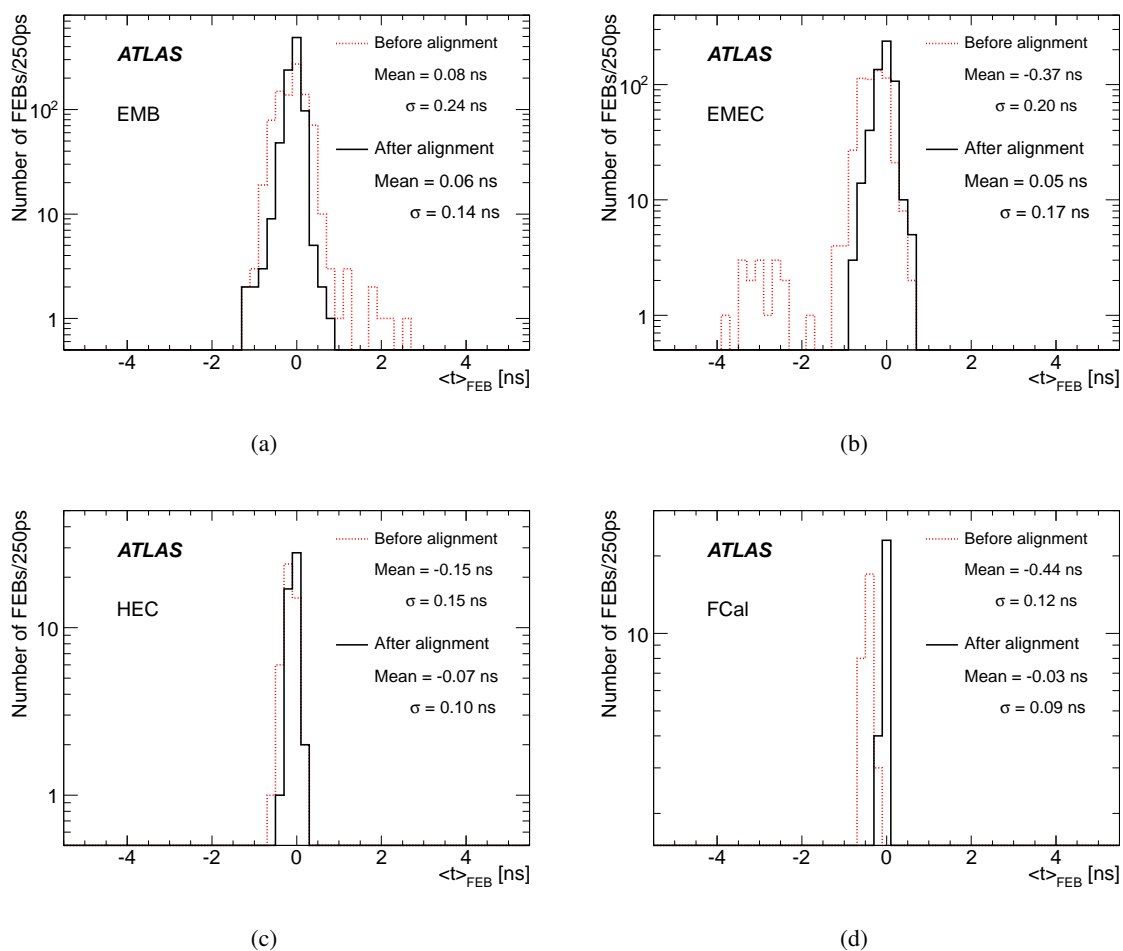 Number of FEBs/250ps
ATLAS
EMB
Before alignment
Mean = 0.08 ns
σ = 0.24 ns
After alignment
Mean = 0.06 ns
σ = 0.14 ns
10²
10
1
-4 -2 0 2 4
<t>FEB [ns]
(a)
Number of FEBs/250ps
ATLAS
EMEC
Before alignment
Mean = -0.37 ns
σ = 0.20 ns
After alignment
Mean = 0.05 ns
σ = 0.17 ns
10²
10
1
-4 -2 0 2 4
<t>FEB [ns]
(b)
Number of FEBs/250ps
ATLAS
HEC
Before alignment
Mean = -0.15 ns
σ = 0.15 ns
After alignment
Mean = -0.07 ns
σ = 0.10 ns
10
1
-4 -2 0 2 4
<t>FEB [ns]
(c)
Number of FEBs/250ps
ATLAS
FCal
Before alignment
Mean = -0.44 ns
σ = 0.12 ns
After alignment
Mean = -0.03 ns
σ = 0.09 ns
10
-4 -2 0 2 4
<t>FEB [ns]
(d)